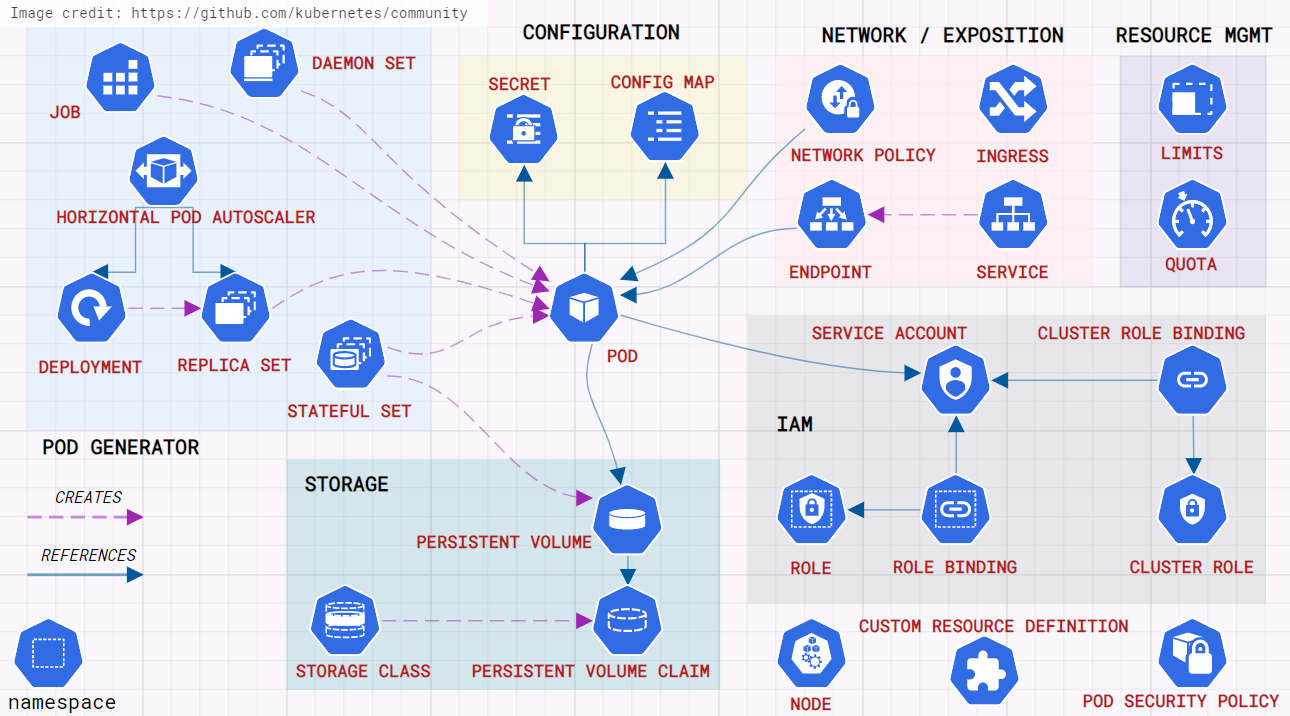 Image credit: https://github.com/kubernetes/community
CONFIGURATION
NETWORK / EXPOSITION
RESOURCE MGMT
DAEMON SET
JOB
SECRET
CONFIG MAP
NETWORK POLICY
INGRESS
LIMITS
HORIZONTAL POD AUTOSCALER
ENDPOINT
SERVICE
QUOTA
DEPLOYMENT
REPLICA SET
STATEFUL SET
POD
SERVICE ACCOUNT
CLUSTER ROLE BINDING
IAM
POD GENERATOR
CREATES
REFERENCES
STORAGE
PERSISTENT VOLUME
ROLE
ROLE BINDING
CLUSTER ROLE
STORAGE CLASS
PERSISTENT VOLUME CLAIM
CUSTOM RESOURCE DEFINITION
namespace
NODE
POD SECURITY POLICY